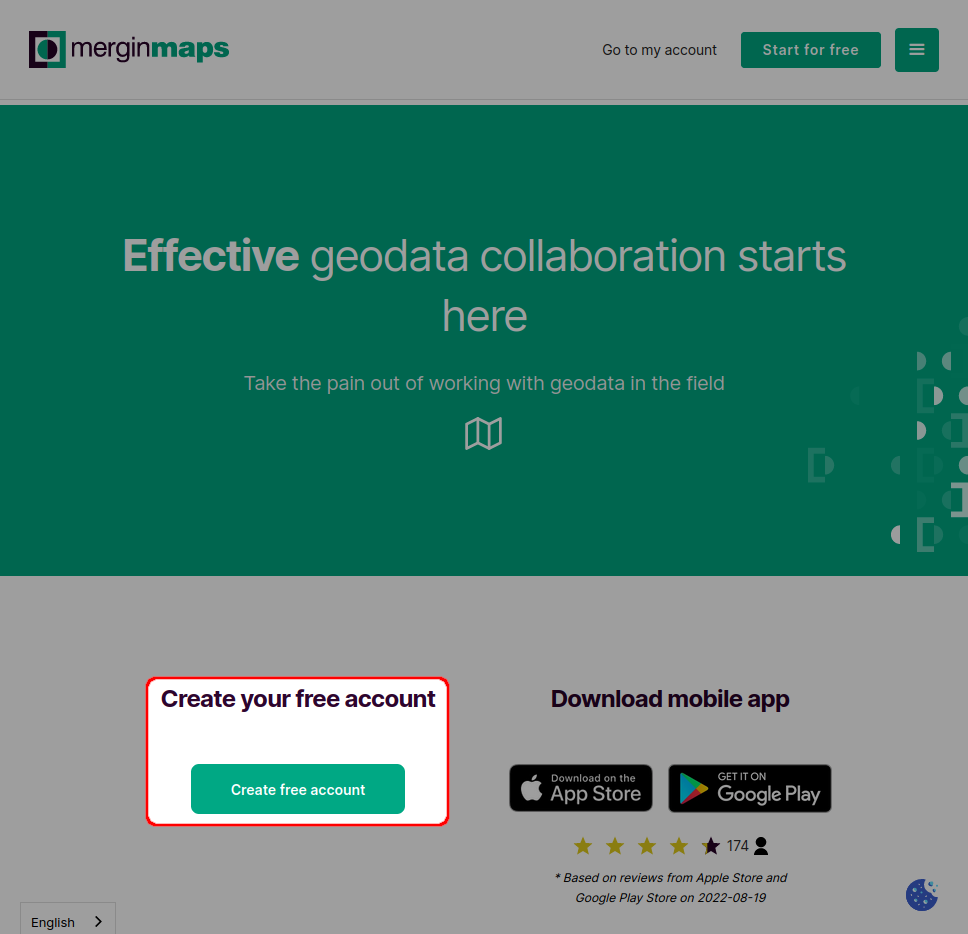 merginmaps
Go to my account
Start for free
Effective geodata collaboration starts
here
Take the pain out of working with geodata in the field
Create your free account
Create free account
Download mobile app
Download on the
App Store
GET IT ON
Google Play
174
* Based on reviews from Apple Store and
Google Play Store on 2022-08-19
English